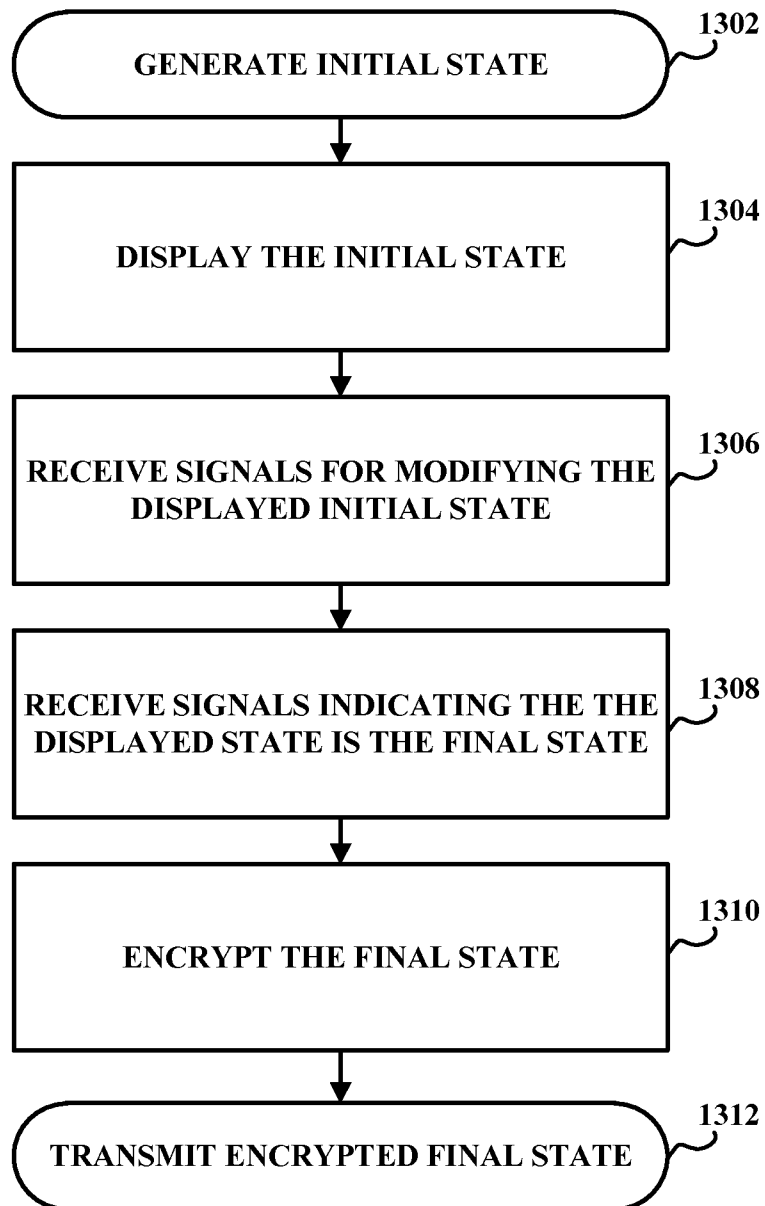 1302
GENERATE INITIAL STATE
1304
DISPLAY THE INITIAL STATE
1306
RECEIVE SIGNALS FOR MODIFYING THE
DISPLAYED INITIAL STATE
1308
RECEIVE SIGNALS INDICATING THE THE
DISPLAYED STATE IS THE FINAL STATE
1310
ENCRYPT THE FINAL STATE
1312
TRANSMIT ENCRYPTED FINAL STATE